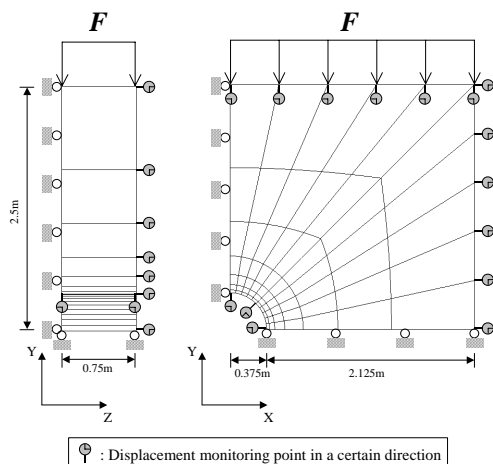 F
F
2.5m
Y
0.75m
Z
Y
0.375m
2.125m
X
: Displacement monitoring point in a certain direction